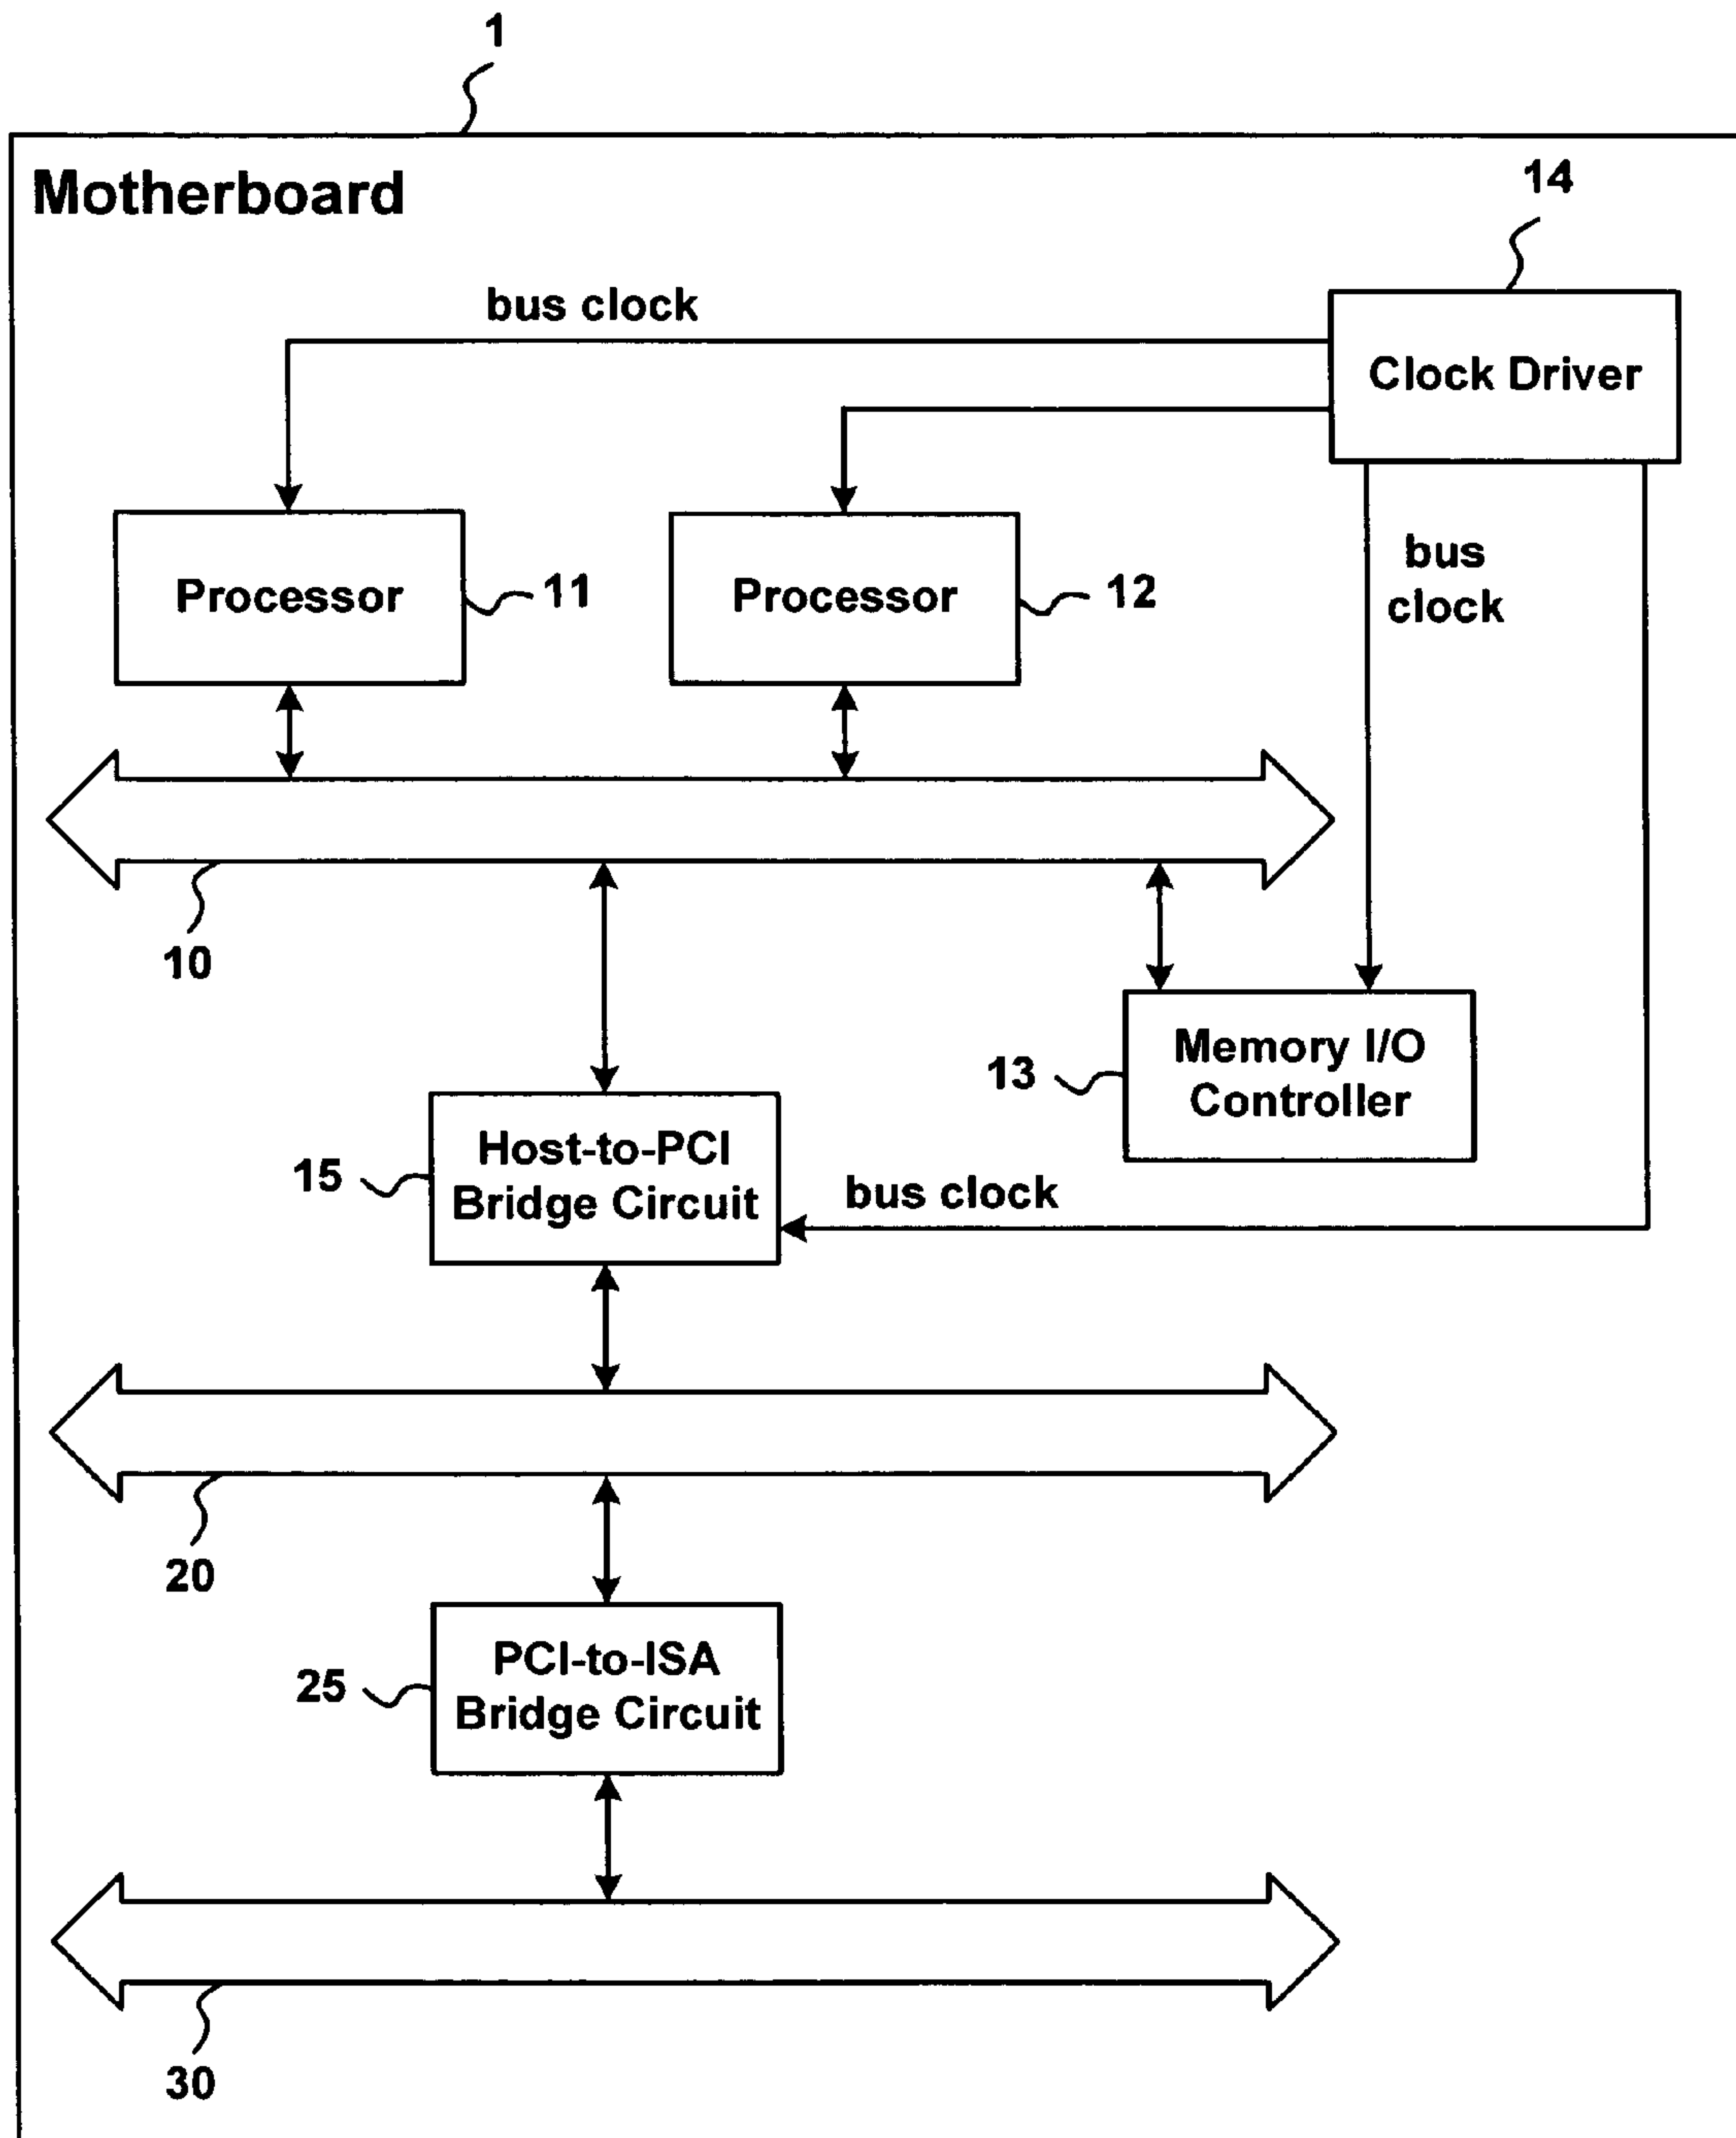 1
Motherboard
14
bus clock
Clock Driver
bus
clock
Processor
11
Processor
12
10
Memory I/O
Controller
13
Host-to-PCI
Bridge Circuit
15
bus clock
20
PCI-to-ISA
Bridge Circuit
25
30